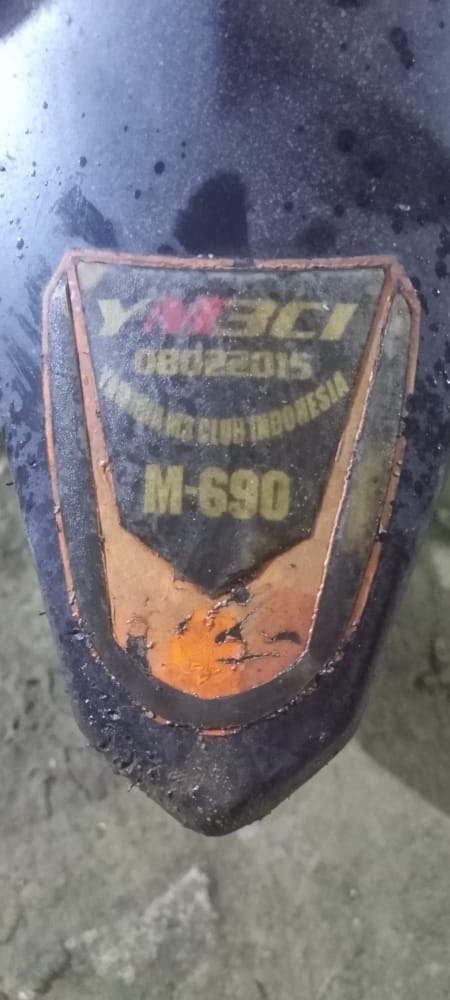 YM3CI
08022015
YAMAHA M3 CLUB INDONESIA
M-690